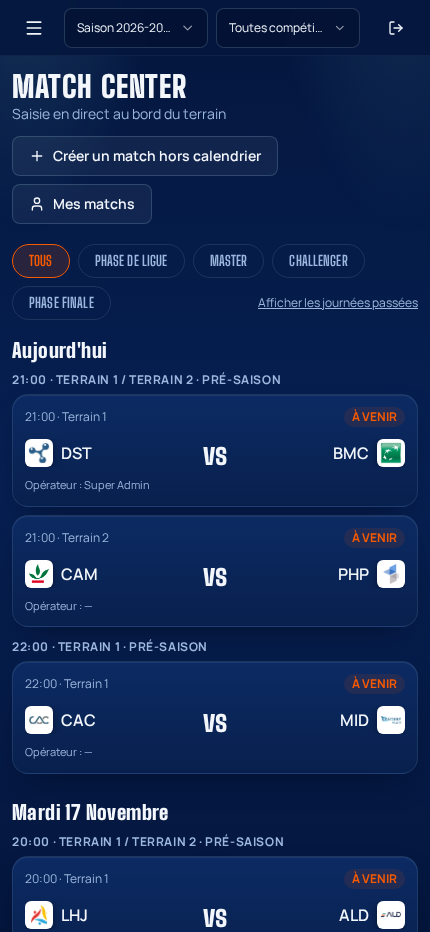 Saison 2026-20...
Toutes compéti...
MATCH CENTER
Saisie en direct au bord du terrain
Créer un match hors calendrier
Mes matchs
TOUS
PHASE DE LIGUE
MASTER
CHALLENGER
PHASE FINALE
Afficher les journées passées
Aujourd'hui
21:00 · TERRAIN 1 / TERRAIN 2 · PRÉ-SAISON
21:00 · Terrain 1
À VENIR
DST
VS
BMC
Opérateur : Super Admin
21:00 · Terrain 2
À VENIR
CAM
VS
PHP
Opérateur : —
22:00 · TERRAIN 1 · PRÉ-SAISON
22:00 · Terrain 1
À VENIR
CAC
CAC
VS
MID
Opérateur : —
Mardi 17 Novembre
20:00 · TERRAIN 1 / TERRAIN 2 · PRÉ-SAISON
20:00 · Terrain 1
À VENIR
LHJ
VS
ALD
ALD